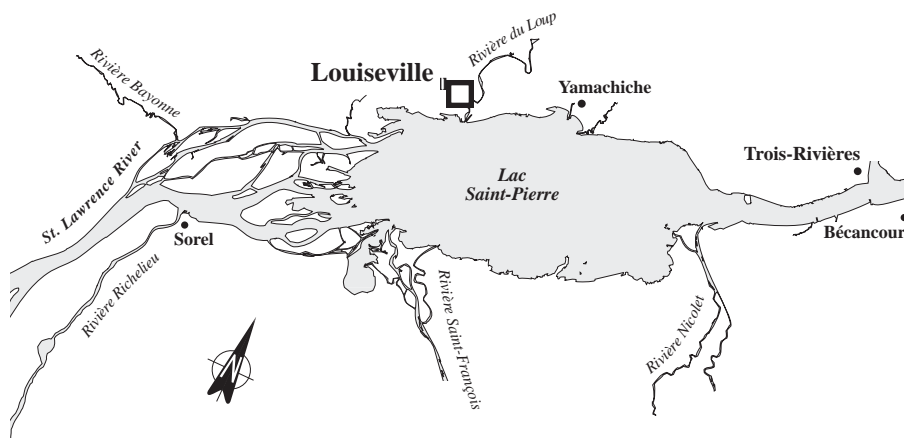 Rivière du Loup
Louiseville
Rivière Bayonne
Yamachiche
Trois-Rivières
Lac
Saint-Pierre
St. Lawrence River
Sorel
Bécancour
Rivière Richelieu
Rivière Saint-François
Rivière Nicolet
N